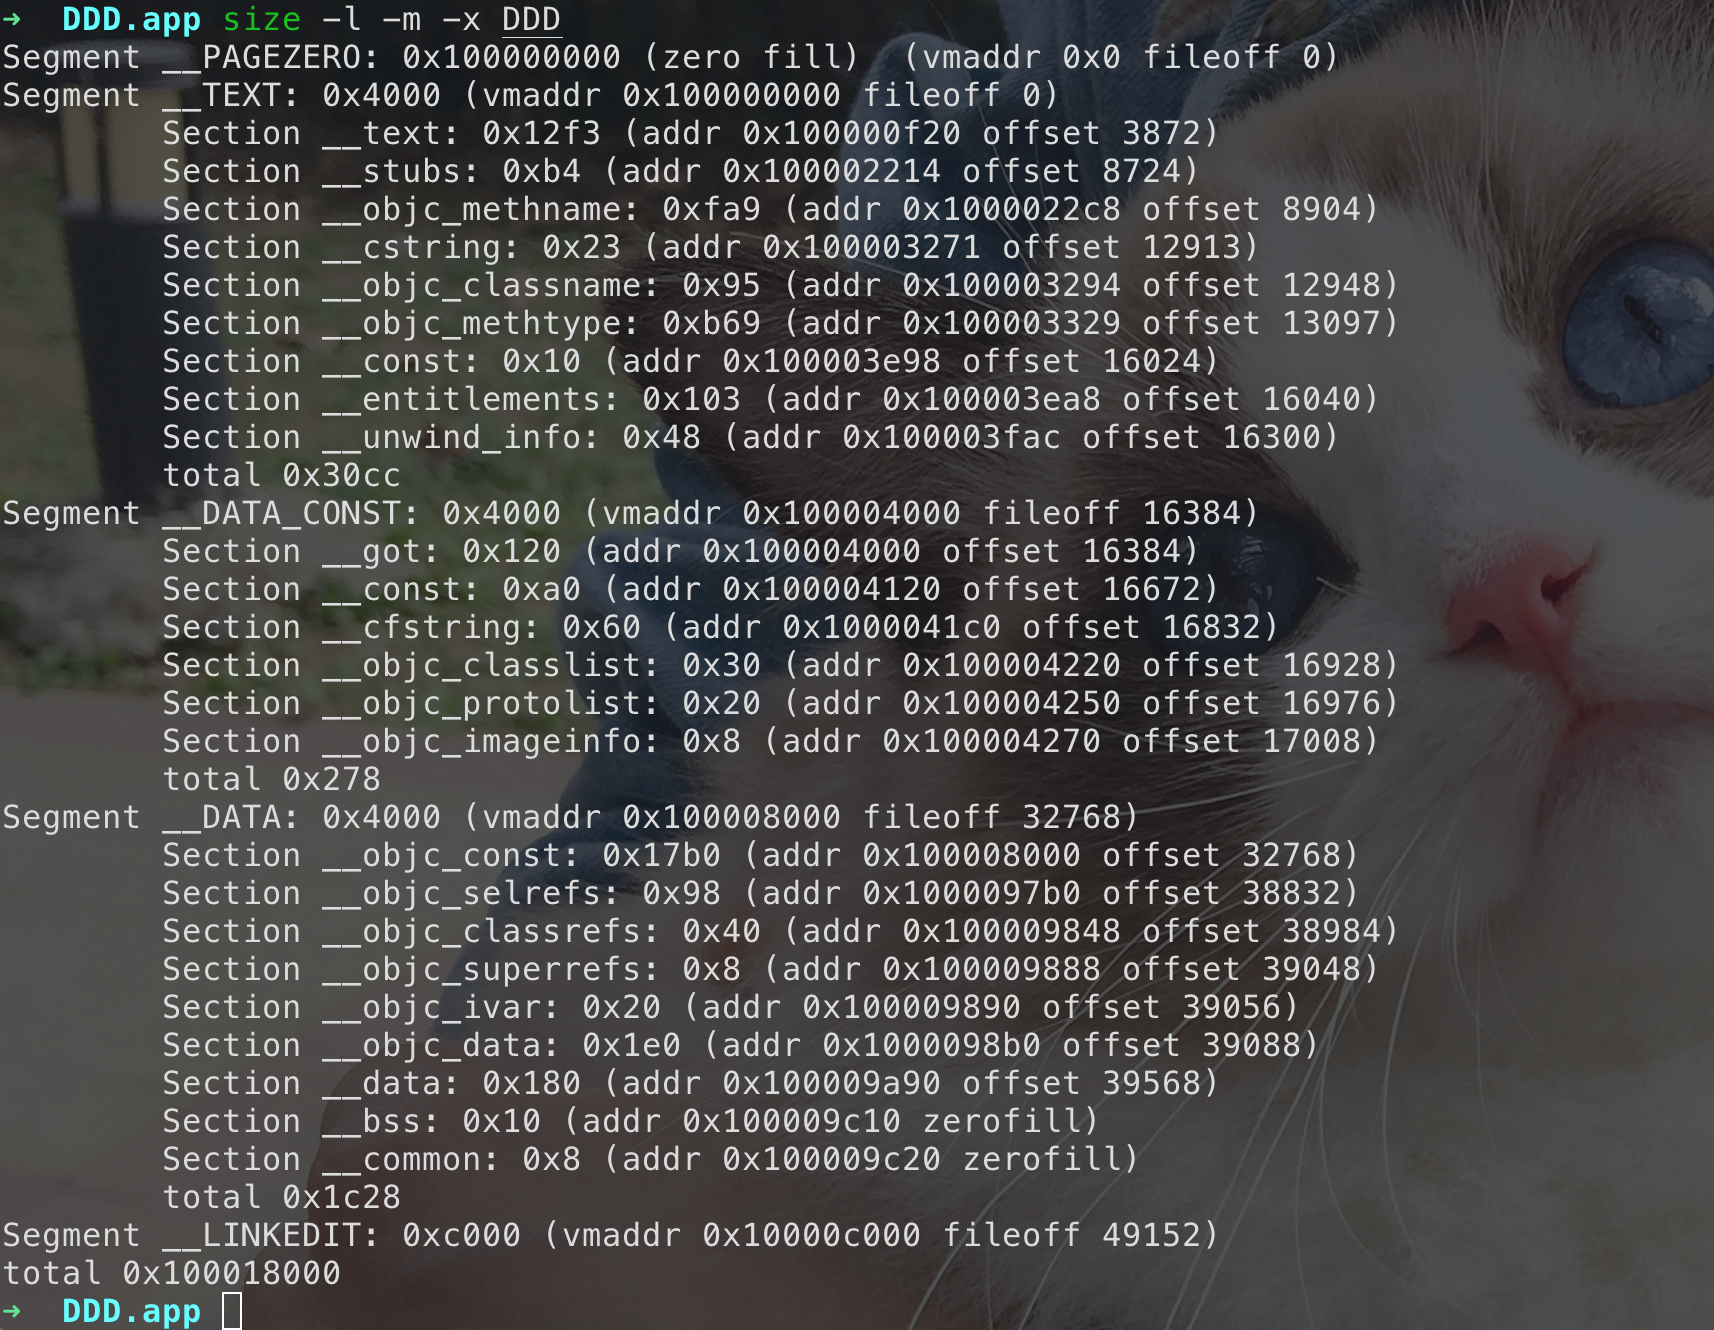 ➜ DDD.app size -l -m -x DDD
Segment __PAGEZERO: 0x100000000 (zero fill)  (vmaddr 0x0 fileoff 0)
Segment __TEXT: 0x4000 (vmaddr 0x100000000 fileoff 0)
Section __text: 0x12f3 (addr 0x100000f20 offset 3872)
Section __stubs: 0xb4 (addr 0x100002214 offset 8724)
Section __objc_methname: 0xfa9 (addr 0x1000022c8 offset 8904)
Section __cstring: 0x23 (addr 0x100003271 offset 12913)
Section __objc_classname: 0x95 (addr 0x100003294 offset 12948)
Section __objc_methtype: 0xb69 (addr 0x100003329 offset 13097)
Section __const: 0x10 (addr 0x100003e98 offset 16024)
Section __entitlements: 0x103 (addr 0x100003ea8 offset 16040)
Section __unwind_info: 0x48 (addr 0x100003fac offset 16300)
total 0x30cc
Segment __DATA_CONST: 0x4000 (vmaddr 0x100004000 fileoff 16384)
Section __got: 0x120 (addr 0x100004000 offset 16384)
Section __const: 0xa0 (addr 0x100004120 offset 16672)
Section __cfstring: 0x60 (addr 0x1000041c0 offset 16832)
Section __objc_classlist: 0x30 (addr 0x100004220 offset 16928)
Section __objc_protolist: 0x20 (addr 0x100004250 offset 16976)
Section __objc_imageinfo: 0x8 (addr 0x100004270 offset 17008)
total 0x278
Segment __DATA: 0x4000 (vmaddr 0x100008000 fileoff 32768)
Section __objc_const: 0x17b0 (addr 0x100008000 offset 32768)
Section __objc_selrefs: 0x98 (addr 0x1000097b0 offset 38832)
Section __objc_classrefs: 0x40 (addr 0x100009848 offset 38984)
Section __objc_superrefs: 0x8 (addr 0x100009888 offset 39048)
Section __objc_ivar: 0x20 (addr 0x100009890 offset 39056)
Section __objc_data: 0x1e0 (addr 0x1000098b0 offset 39088)
Section __data: 0x180 (addr 0x100009a90 offset 39568)
Section __bss: 0x10 (addr 0x100009c10 zerofill)
Section __common: 0x8 (addr 0x100009c20 zerofill)
total 0x1c28
Segment __LINKEDIT: 0xc000 (vmaddr 0x10000c000 fileoff 49152)
total 0x100018000
➜ DDD.app